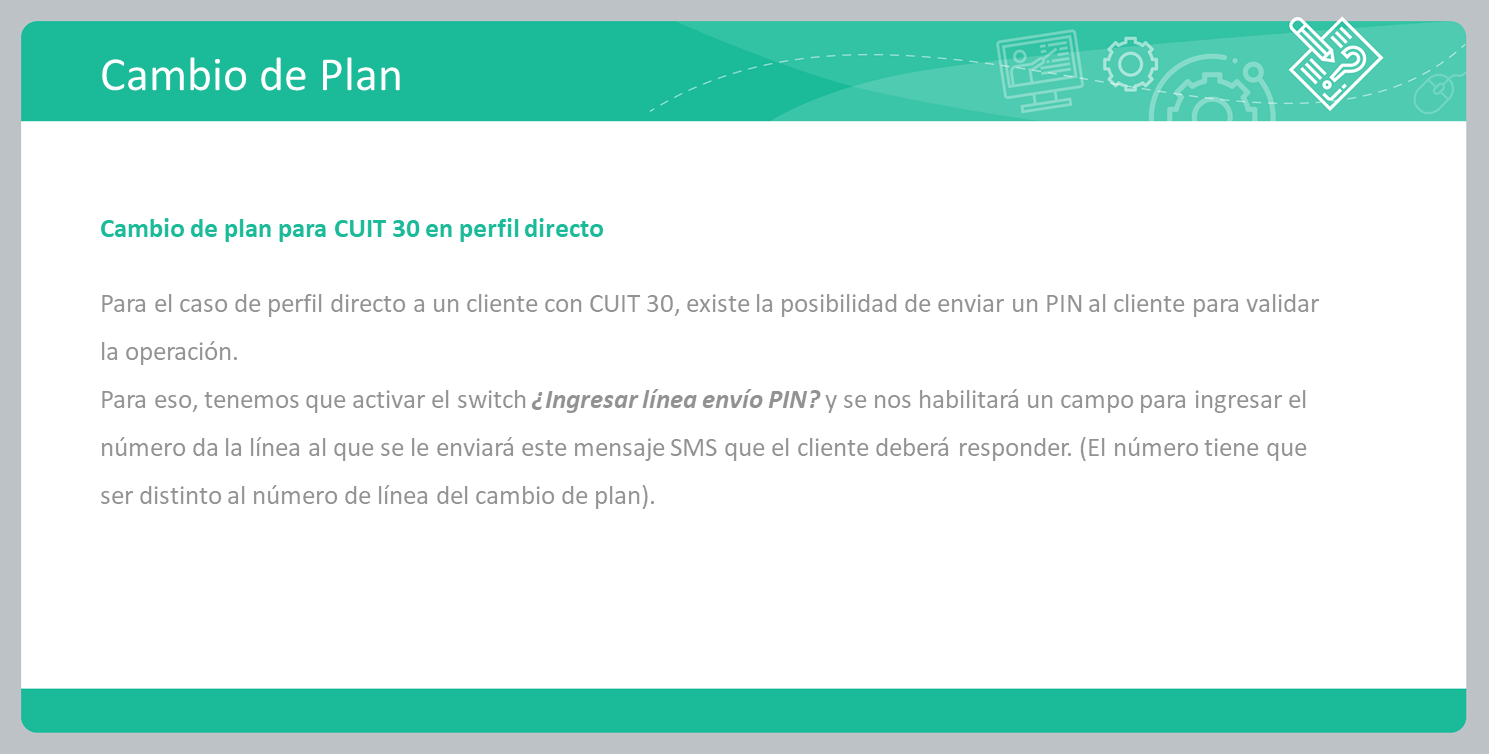 Cambio de Plan
Cambio de plan para CUIT 30 en perfil directo
Para el caso de perfil directo a un cliente con CUIT 30, existe la posibilidad de enviar un PIN al cliente para validar
la operación.
Para eso, tenemos que activar el switch ¿Ingresar línea envío PIN? y se nos habilitará un campo para ingresar el
número da la línea al que se le enviará este mensaje SMS que el cliente deberá responder. (El número tiene que
ser distinto al número de línea del cambio de plan).